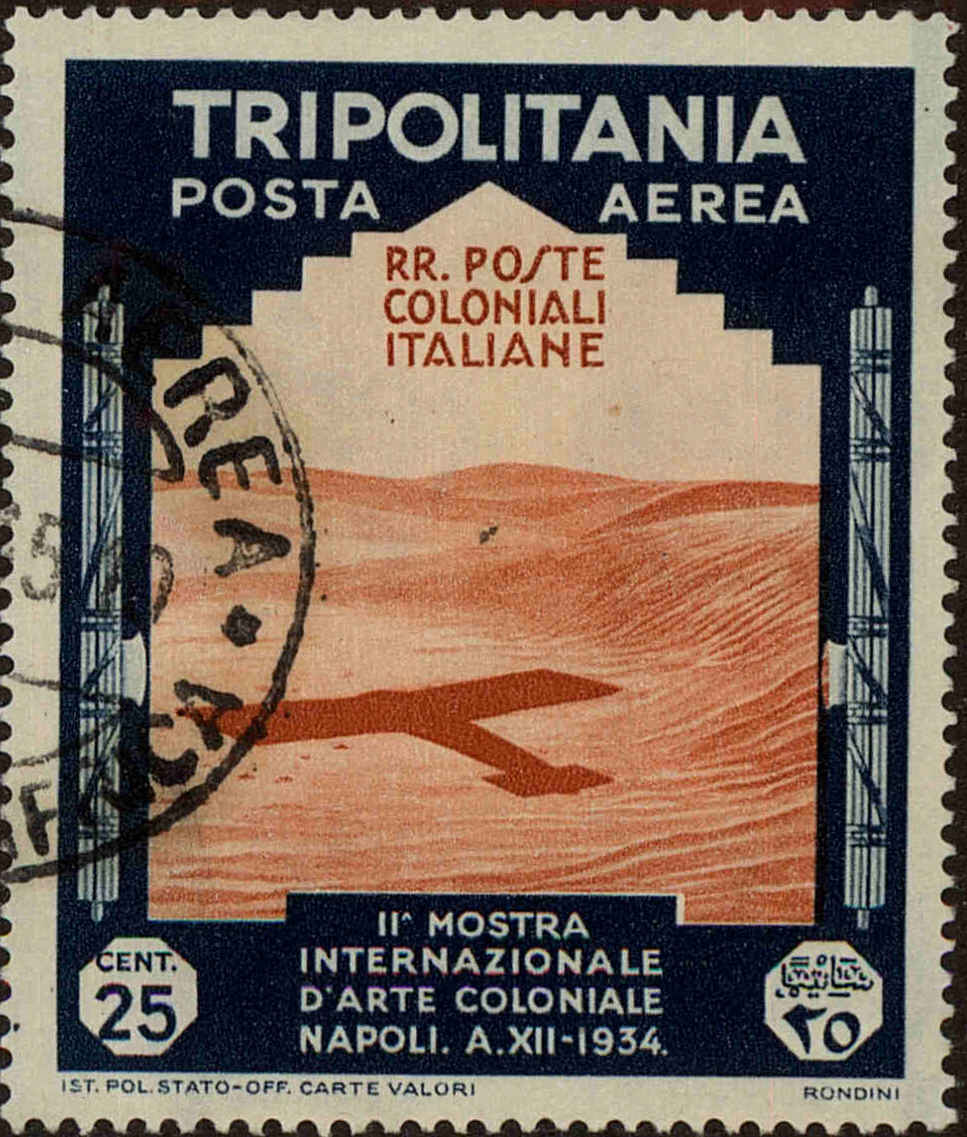 TRIPOLITANIA
POSTA AEREA
RR. POSTE
COLONIALI
ITALIANE
EREA
II^ MOSTRA
INTERNAZIONALE
D'ARTE COLONIALE
NAPOLI. A.XII-1934.
CENT.
25
٢٥
IST. POL. STATO-OFF. CARTE VALORI
RONDINI